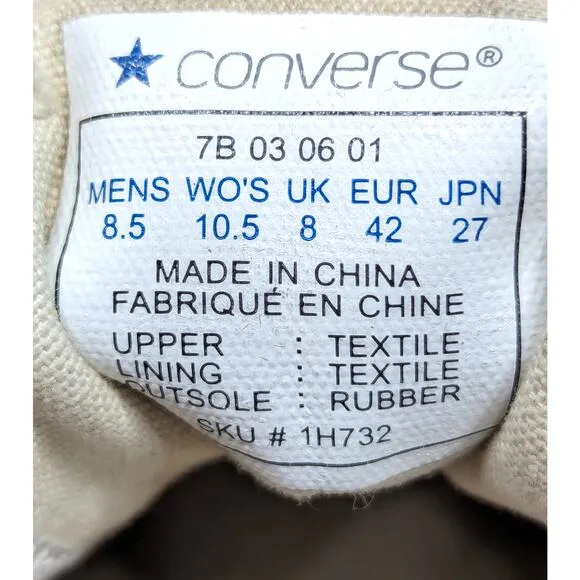 converse®
7B 03 06 01
MENS WO'S UK EUR JPN
8.5 10.5 8 42 27
MADE IN CHINA
FABRIQUÉ EN CHINE
UPPER : TEXTILE
LINING : TEXTILE
OUTSOLE : RUBBER
SKU # 1H732